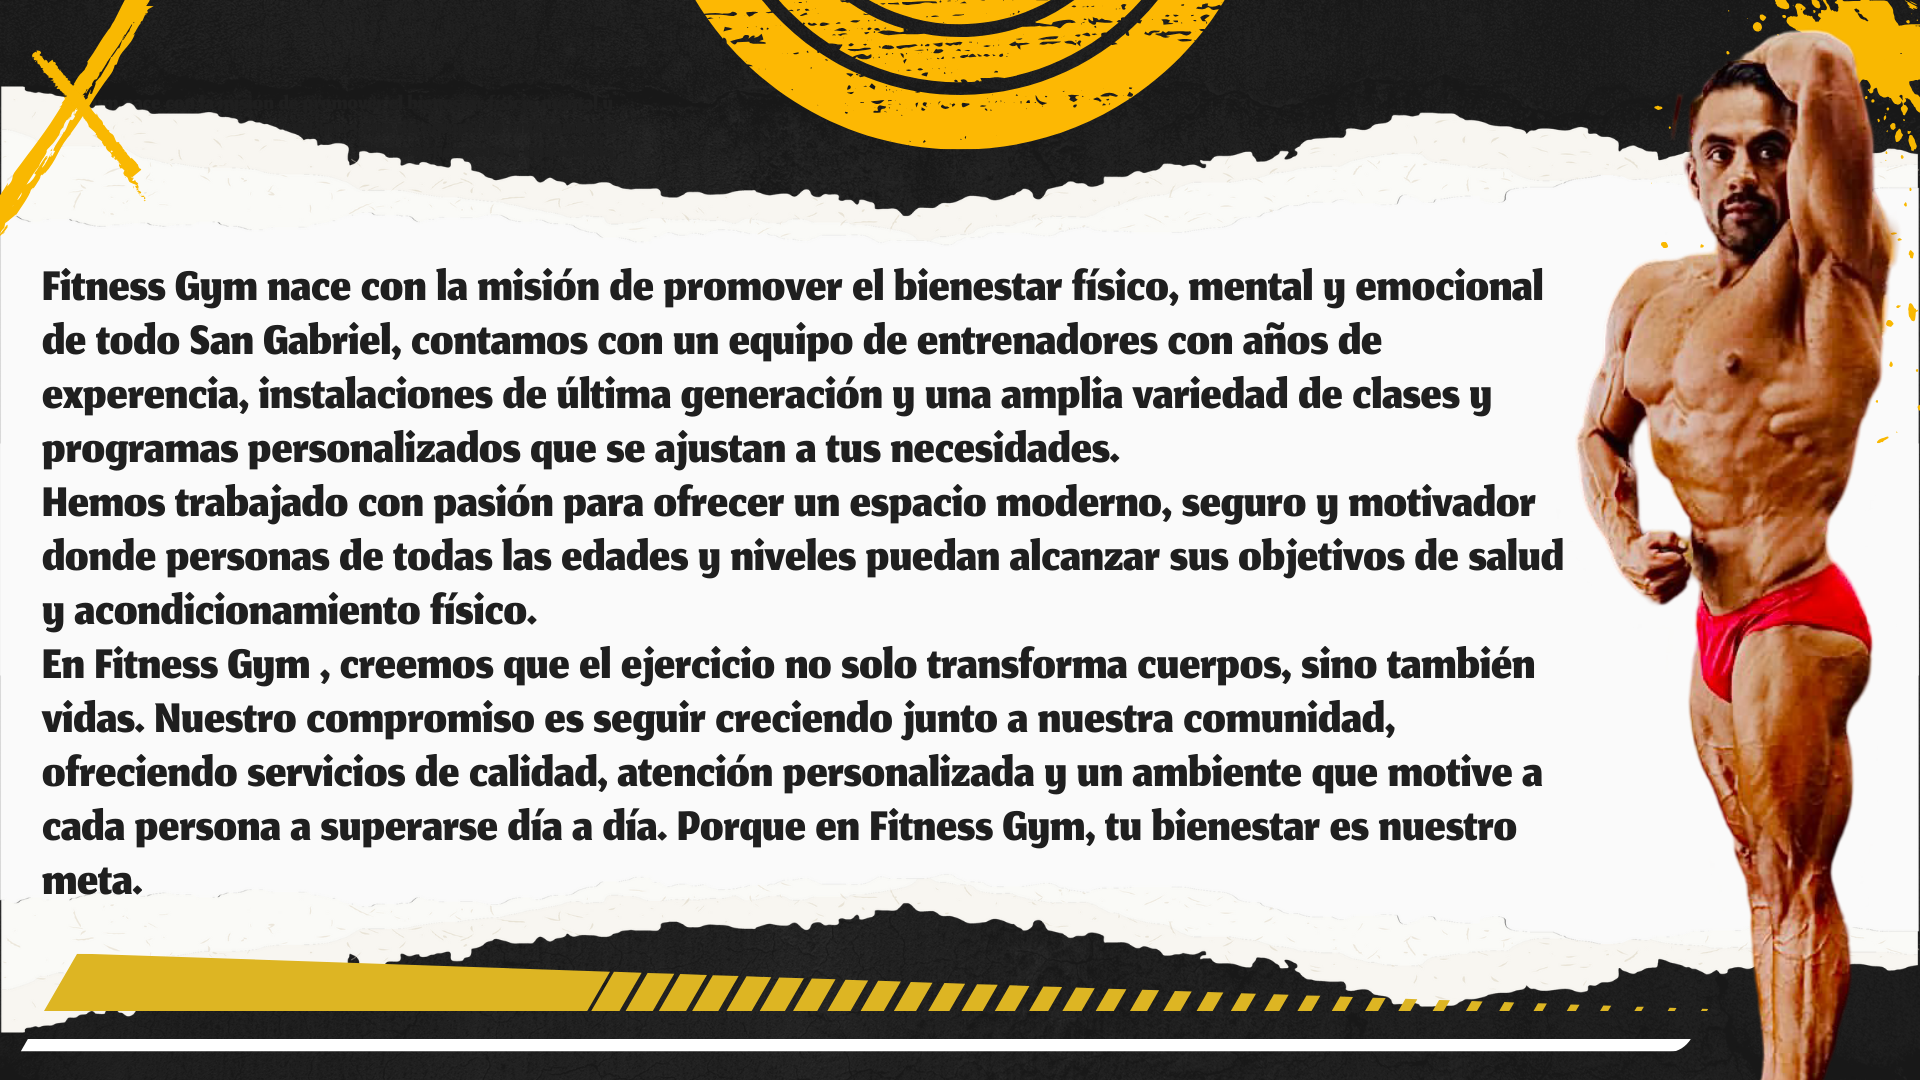 Fitness Gym nace con la misión de promover el bienestar físico, mental y emocional
de todo San Gabriel, contamos con un equipo de entrenadores con años de
experencia, instalaciones de última generación y una amplia variedad de clases y
programas personalizados que se ajustan a tus necesidades.
Hemos trabajado con pasión para ofrecer un espacio moderno, seguro y motivador
donde personas de todas las edades y niveles puedan alcanzar sus objetivos de salud
y acondicionamiento físico.
En Fitness Gym , creemos que el ejercicio no solo transforma cuerpos, sino también
vidas. Nuestro compromiso es seguir creciendo junto a nuestra comunidad,
ofreciendo servicios de calidad, atención personalizada y un ambiente que motive a
cada persona a superarse día a día. Porque en Fitness Gym, tu bienestar es nuestro
meta.